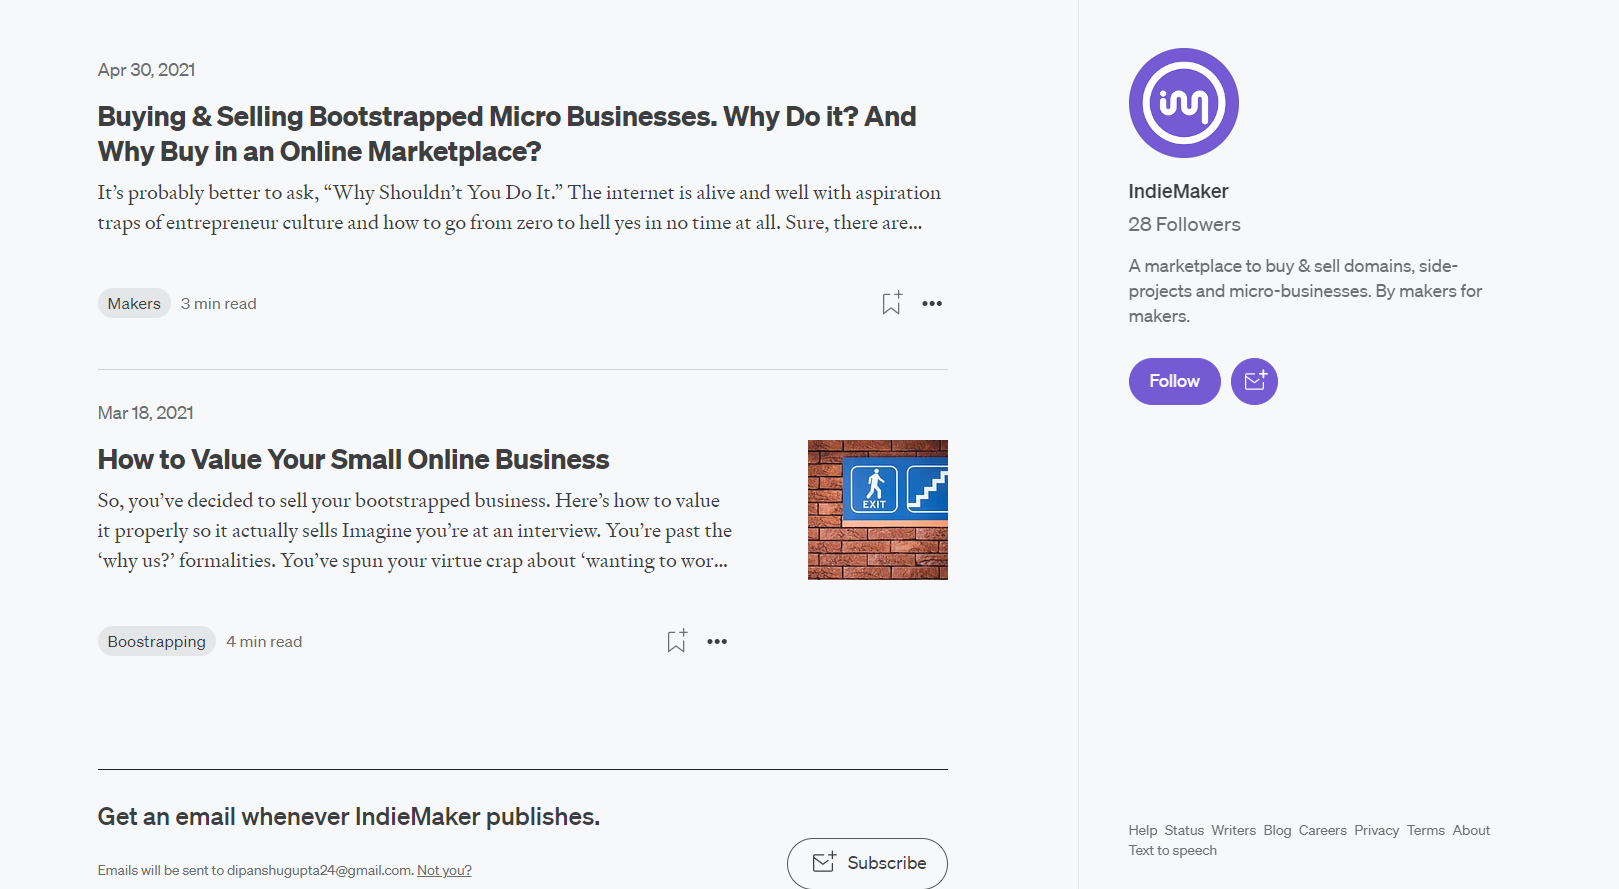 Apr 30, 2021
Buying & Selling Bootstrapped Micro Businesses. Why Do it? And
Why Buy in an Online Marketplace?
It’s probably better to ask, “Why Shouldn’t You Do It.” The internet is alive and well with aspiration
traps of entrepreneur culture and how to go from zero to hell yes in no time at all. Sure, there are…
Makers 3 min read
Mar 18, 2021
How to Value Your Small Online Business
So, you’ve decided to sell your bootstrapped business. Here’s how to value
it properly so it actually sells Imagine you’re at an interview. You’re past the
‘why us?’ formalities. You’ve spun your virtue crap about ‘wanting to wor…
EXIT
Boostrapping 4 min read
Get an email whenever IndieMaker publishes.
Emails will be sent to dipanshugupta24@gmail.com. Not you?
Subscribe
im
IndieMaker
28 Followers
A marketplace to buy & sell domains, side-
projects and micro-businesses. By makers for
makers.
Follow
Help Status Writers Blog Careers Privacy Terms About
Text to speech